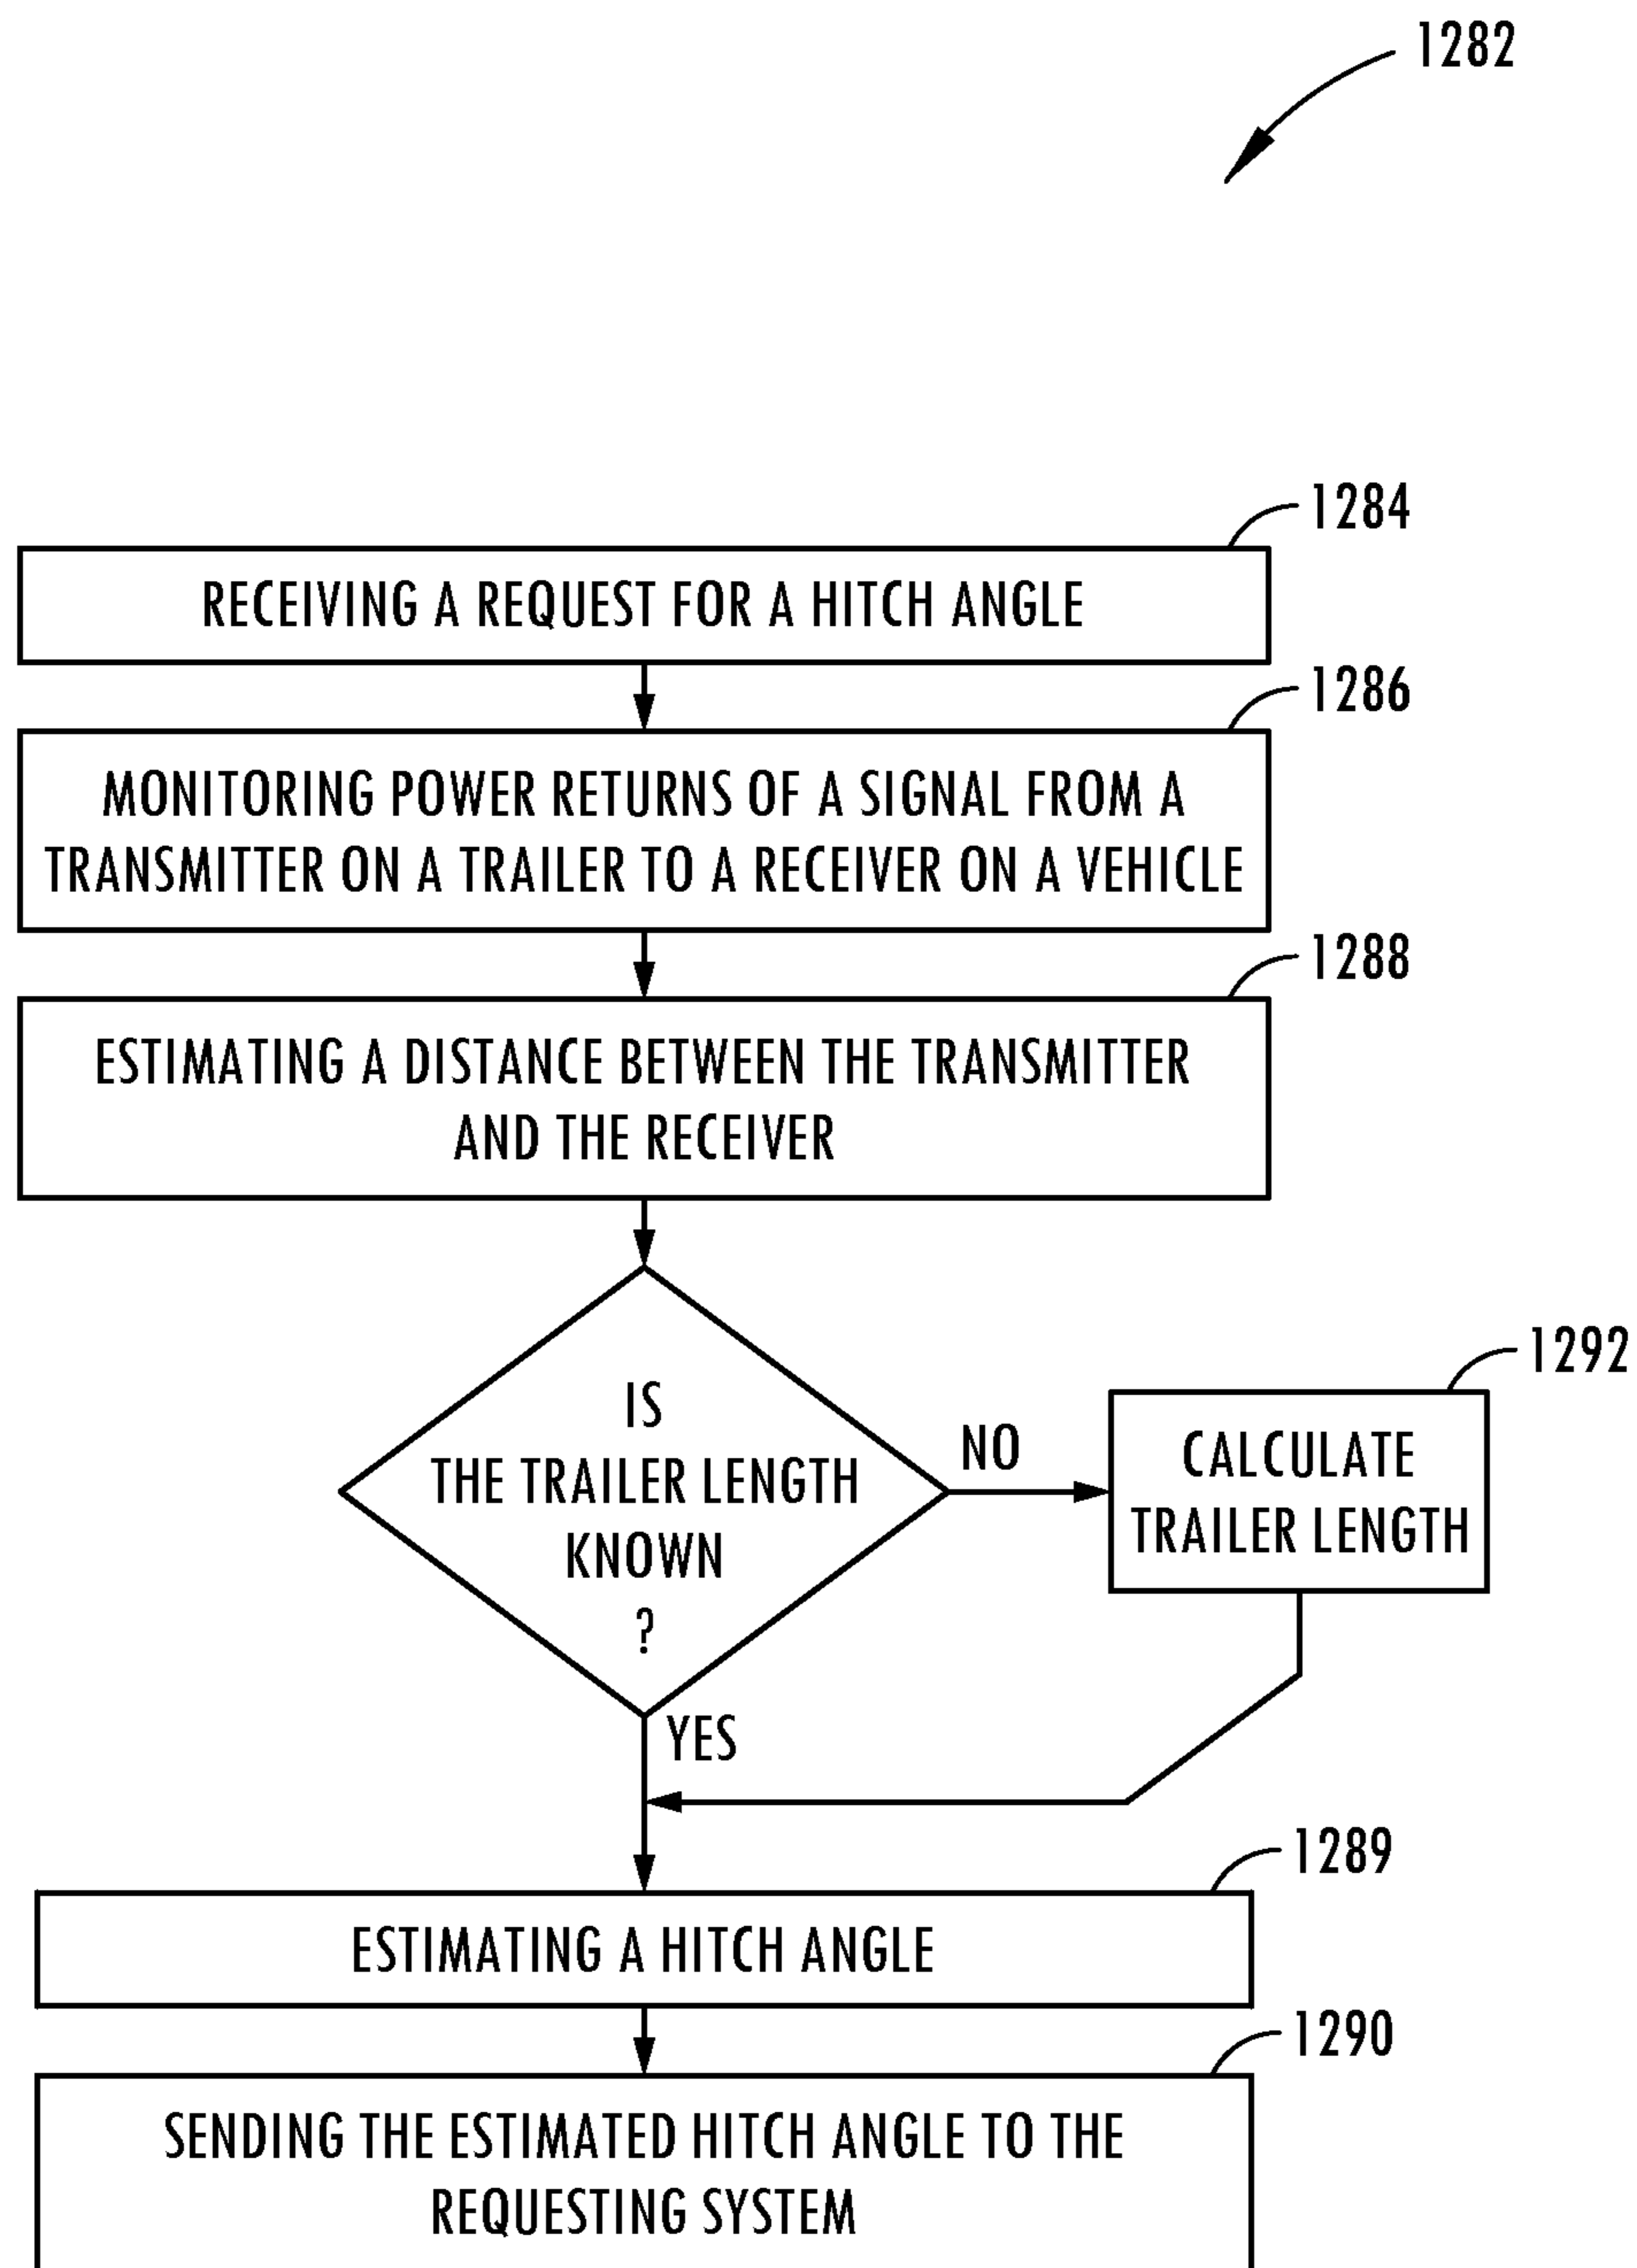 1282
1284
RECEIVING A REQUEST FOR A HITCH ANGLE
1286
MONITORING POWER RETURNS OF A SIGNAL FROM A
TRANSMITTER ON A TRAILER TO A RECEIVER ON A VEHICLE
1288
ESTIMATING A DISTANCE BETWEEN THE TRANSMITTER
AND THE RECEIVER
IS
THE TRAILER LENGTH
KNOWN
?
NO
1292
CALCULATE
TRAILER LENGTH
YES
1289
ESTIMATING A HITCH ANGLE
1290
SENDING THE ESTIMATED HITCH ANGLE TO THE
REQUESTING SYSTEM